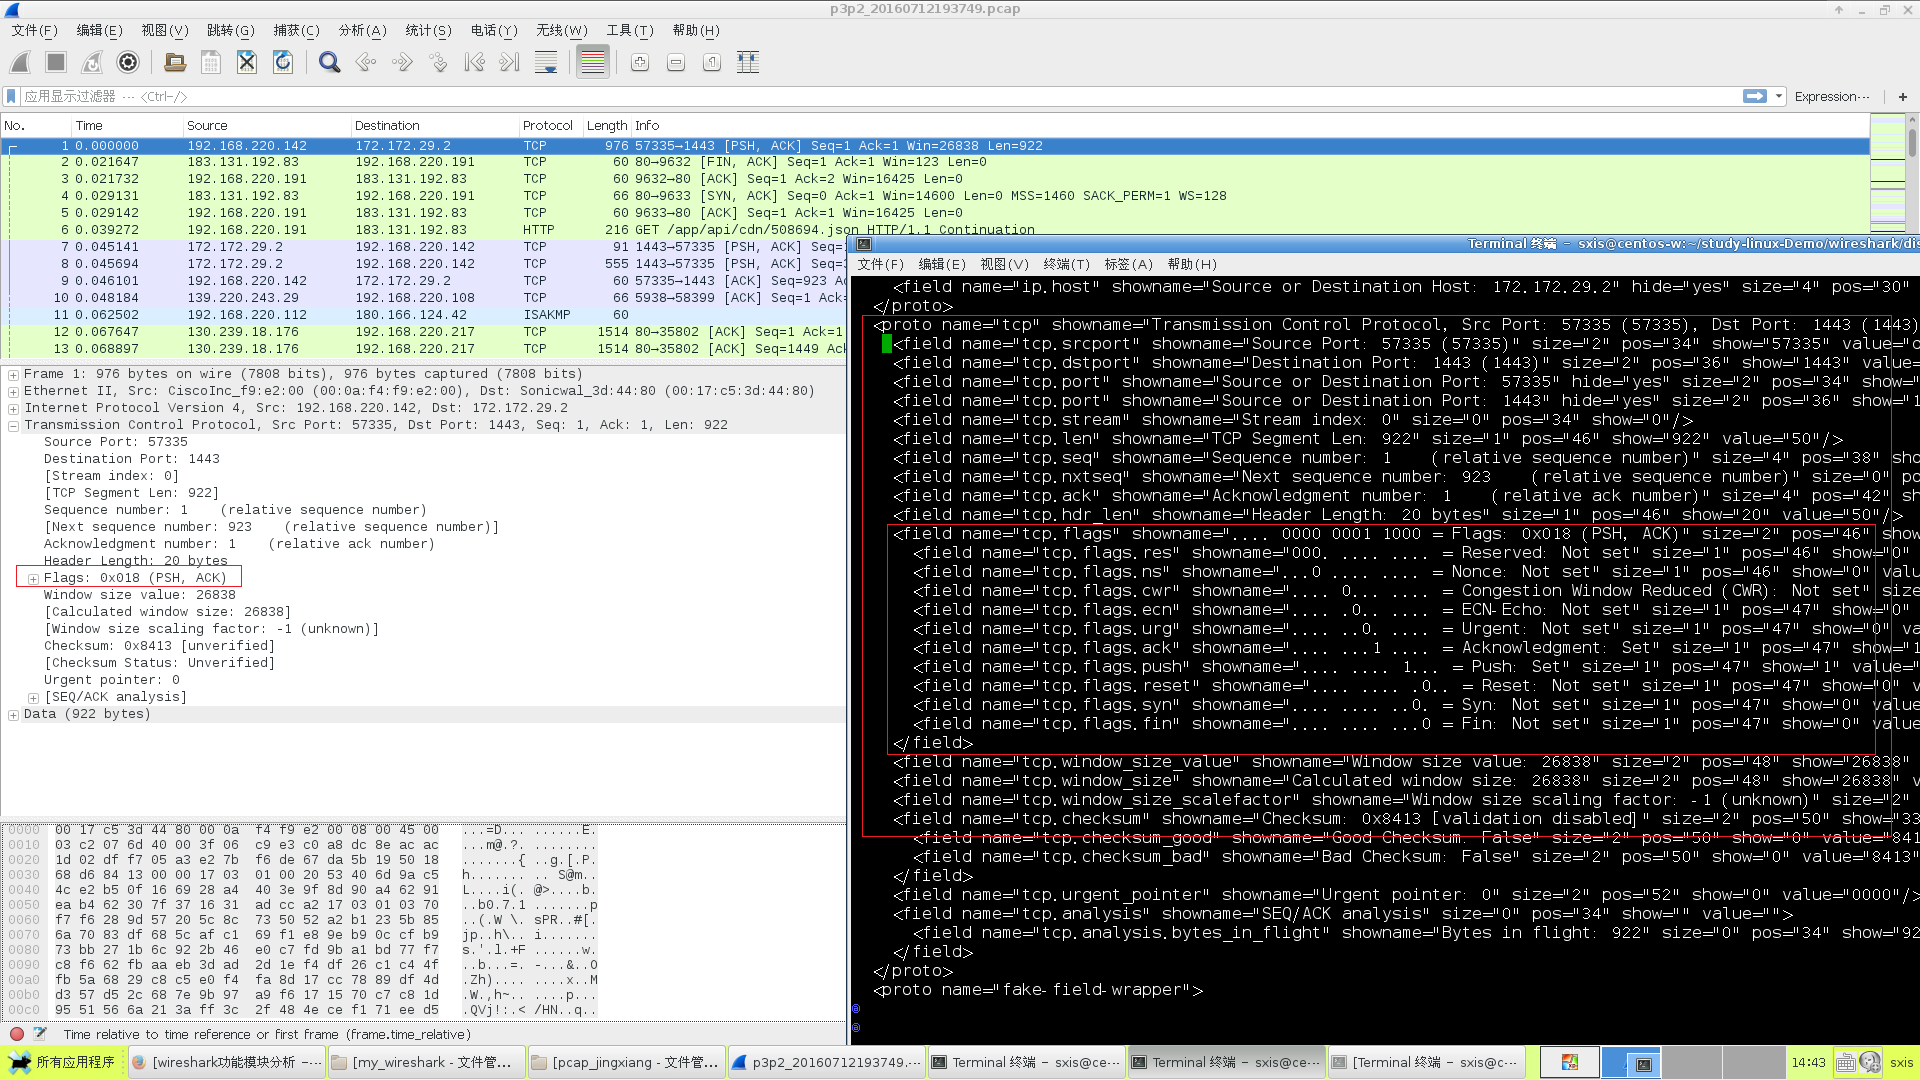 p3p2_20160712193749.pcap
文件(F) 编辑(E) 视图(V) 跳转(G) 捕获(C) 分析(A) 统计(S) 电话(Y) 无线(W) 工具(T) 帮助(H)
应用显示过滤器 ··· <Ctrl-/>
Expression···
+
No. Time Source Destination Protocol Length Info
1 0.000000 192.168.220.142 172.172.29.2 TCP 976 57335→1443 [PSH, ACK] Seq=1 Ack=1 Win=26838 Len=922
2 0.021647 183.131.192.83 192.168.220.191 TCP 60 80→9632 [FIN, ACK] Seq=1 Ack=1 Win=123 Len=0
3 0.021732 192.168.220.191 183.131.192.83 TCP 60 9632→80 [ACK] Seq=1 Ack=2 Win=16425 Len=0
4 0.029131 183.131.192.83 192.168.220.191 TCP 66 80→9633 [SYN, ACK] Seq=0 Ack=1 Win=14600 Len=0 MSS=1460 SACK_PERM=1 WS=128
5 0.029142 192.168.220.191 183.131.192.83 TCP 60 9633→80 [ACK] Seq=1 Ack=1 Win=16425 Len=0
6 0.039272 192.168.220.191 183.131.192.83 HTTP 216 GET /app/api/cdn/508694.json HTTP/1.1 Continuation
7 0.045141 172.172.29.2 192.168.220.142 TCP 91 1443→57335 [PSH, ACK] Seq=
8 0.045694 172.172.29.2 192.168.220.142 TCP 555 1443→57335 [PSH, ACK] Seq=
9 0.046101 192.168.220.142 172.172.29.2 TCP 60 57335→1443 [ACK] Seq=923 A
10 0.048184 139.220.243.29 192.168.220.108 TCP 66 5938→58399 [ACK] Seq=1 Ack=
11 0.062502 192.168.220.112 180.166.124.42 ISAKMP 60
12 0.067647 130.239.18.176 192.168.220.217 TCP 1514 80→35802 [ACK] Seq=1 Ack=1
13 0.068897 130.239.18.176 192.168.220.217 TCP 1514 80→35802 [ACK] Seq=1449 Ack
Frame 1: 976 bytes on wire (7808 bits), 976 bytes captured (7808 bits)
Ethernet II, Src: CiscoInc_f9:e2:00 (00:0a:f4:f9:e2:00), Dst: Sonicwal_3d:44:80 (00:17:c5:3d:44:80)
Internet Protocol Version 4, Src: 192.168.220.142, Dst: 172.172.29.2
Transmission Control Protocol, Src Port: 57335, Dst Port: 1443, Seq: 1, Ack: 1, Len: 922
Source Port: 57335
Destination Port: 1443
[Stream index: 0]
[TCP Segment Len: 922]
Sequence number: 1 (relative sequence number)
[Next sequence number: 923 (relative sequence number)]
Acknowledgment number: 1 (relative ack number)
Header Length: 20 bytes
Flags: 0x018 (PSH, ACK)
Window size value: 26838
[Calculated window size: 26838]
[Window size scaling factor: -1 (unknown)]
Checksum: 0x8413 [unverified]
[Checksum Status: Unverified]
Urgent pointer: 0
[SEQ/ACK analysis]
Data (922 bytes)
0000 00 17 c5 3d 44 80 00 0a f4 f9 e2 00 08 00 45 00 ...=D... ......E.
0010 03 c2 07 6d 40 00 3f 06 c9 e3 c0 a8 dc 8e ac ac ...m@.?. ........
0020 1d 02 df f7 05 a3 e2 7b f6 de 67 da 5b 19 50 18 .......{ ..g.[.P.
0030 68 d6 84 13 00 00 17 03 01 00 20 53 40 6d 9a c5 h....... .. S@m..
0040 4c e2 b5 0f 16 69 28 a4 40 3e 9f 8d 90 a4 62 91 L....i(. @>....b.
0050 ea b4 62 30 7f 37 16 31 ad cc a2 17 03 01 03 70 ..b0.7.1 .......p
0060 f7 f6 28 9d 57 20 5c 8c 73 50 52 a2 b1 23 5b 85 ..(.W \. sPR..#[.
0070 6a 70 83 df 68 5c af c1 69 f1 e8 9e b9 0c cf b9 jp..h\.. i.......
0080 73 bb 27 1b 6c 92 2b 46 e0 c7 fd 9b a1 bd 77 f7 s.'.l.+F ......w.
0090 c8 f6 62 fb aa eb 3d ad 2d 1e f4 df 26 c1 c4 4f ..b...=. -...&..O
00a0 fb 5a 68 29 c8 c5 e0 f4 fa 8d 17 cc 78 89 df 4d .Zh).... ....x..M
00b0 d3 57 d5 2c 68 7e 9b 97 a9 f6 17 15 70 c7 c8 1d .W.,h~.. ....p...
00c0 95 51 56 6a 21 3a ff 3c 2f 48 4e ce f1 71 ee d5 .QVj!:.< /HN..q..
Time relative to time reference or first frame (frame.time_relative)
Terminal 终端 - sxis@centos-w:~/study-linux-Demo/wireshark/dis
文件(F) 编辑(E) 视图(V) 终端(T) 标签(A) 帮助(H)
<field name="ip.host" showname="Source or Destination Host: 172.172.29.2" hide="yes" size="4" pos="30"
</proto>
<proto name="tcp" showname="Transmission Control Protocol, Src Port: 57335 (57335), Dst Port: 1443 (1443)
<field name="tcp.srcport" showname="Source Port: 57335 (57335)" size="2" pos="34" show="57335" value="d
<field name="tcp.dstport" showname="Destination Port: 1443 (1443)" size="2" pos="36" show="1443" value=
<field name="tcp.port" showname="Source or Destination Port: 57335" hide="yes" size="2" pos="34" show=
<field name="tcp.port" showname="Source or Destination Port: 1443" hide="yes" size="2" pos="36" show="1
<field name="tcp.stream" showname="Stream index: 0" size="0" pos="34" show="0"/>
<field name="tcp.len" showname="TCP Segment Len: 922" size="1" pos="46" show="922" value="50"/>
<field name="tcp.seq" showname="Sequence number: 1 (relative sequence number)" size="4" pos="38" sho
<field name="tcp.nxtseq" showname="Next sequence number: 923 (relative sequence number)" size="0" po
<field name="tcp.ack" showname="Acknowledgment number: 1 (relative ack number)" size="4" pos="42" sh
<field name="tcp.hdr_len" showname="Header Length: 20 bytes" size="1" pos="46" show="20" value="50"/>
<field name="tcp.flags" showname=".... 0000 0001 1000 = Flags: 0x018 (PSH, ACK)" size="2" pos="46" show
<field name="tcp.flags.res" showname="000. .... .... = Reserved: Not set" size="1" pos="46" show="0" va
<field name="tcp.flags.ns" showname="...0 .... .... = Nonce: Not set" size="1" pos="46" show="0" valu
<field name="tcp.flags.cwr" showname=".... 0... .... = Congestion Window Reduced (CWR): Not set" size
<field name="tcp.flags.ecn" showname=".... .0.. .... = ECN-Echo: Not set" size="1" pos="47" show="0"
<field name="tcp.flags.urg" showname=".... ..0. .... = Urgent: Not set" size="1" pos="47" show="0" va
<field name="tcp.flags.ack" showname=".... ...1 .... = Acknowledgment: Set" size="1" pos="47" show="1
<field name="tcp.flags.push" showname=".... .... 1... = Push: Set" size="1" pos="47" show="1" value="
<field name="tcp.flags.reset" showname=".... .... .0.. = Reset: Not set" size="1" pos="47" show="0" v
<field name="tcp.flags.syn" showname=".... .... ..0. = Syn: Not set" size="1" pos="47" show="0" valu
<field name="tcp.flags.fin" showname=".... .... ...0 = Fin: Not set" size="1" pos="47" show="0" valu
</field>
<field name="tcp.window_size_value" showname="Window size value: 26838" size="2" pos="48" show="26838"
<field name="tcp.window_size" showname="Calculated window size: 26838" size="2" pos="48" show="26838" v
<field name="tcp.window_size_scalefactor" showname="Window size scaling factor: -1 (unknown)" size="2"
<field name="tcp.checksum" showname="Checksum: 0x8413 [validation disabled]" size="2" pos="50" show="33
<field name="tcp.checksum_good" showname="Good Checksum: False" size="2" pos="50" show="0" value="841
<field name="tcp.checksum_bad" showname="Bad Checksum: False" size="2" pos="50" show="0" value="8413"
</field>
<field name="tcp.urgent_pointer" showname="Urgent pointer: 0" size="2" pos="52" show="0" value="0000"/>
<field name="tcp.analysis" showname="SEQ/ACK analysis" size="0" pos="34" show="" value="">
<field name="tcp.analysis.bytes_in_flight" showname="Bytes in flight: 922" size="0" pos="34" show="92
</field>
</proto>
<proto name="fake-field-wrapper">
@
@
所有应用程序 [wireshark功能模块分析 −··· [my_wireshark - 文件管··· [pcap_jingxiang - 文件管··· p3p2_20160712193749.··· Terminal 终端 - sxis@ce··· Terminal 终端 - sxis@ce··· [Terminal 终端 - sxis@c··· 14:43 sxis